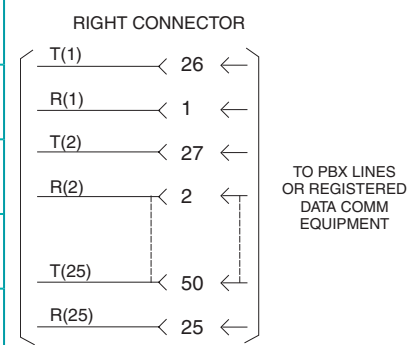 RIGHT CONNECTOR
T(1) 26
R(1) 1
T(2) 27
R(2) 2
T(25) 50
R(25) 25
TO PBX LINES
OR REGISTERED
DATA COMM
EQUIPMENT